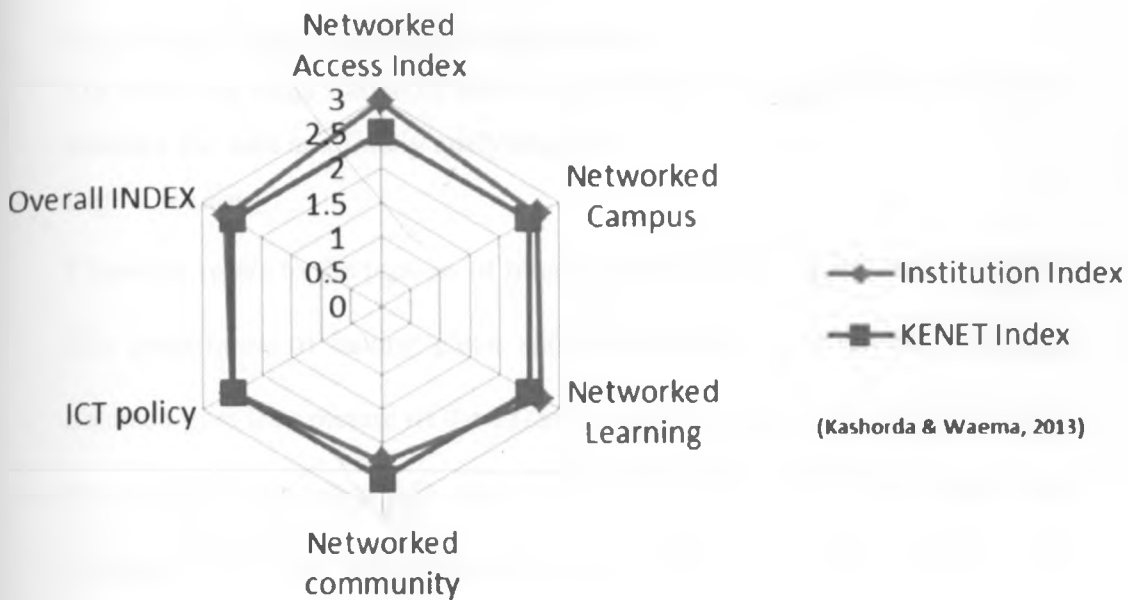 Networked
Access Index
3
2.5
2
1.5
1
0.5
0
Overall INDEX
Networked
Campus
ICT policy
Networked
Learning
Networked
community
Institution Index
KENET Index
(Kashorda & Waema, 2013)